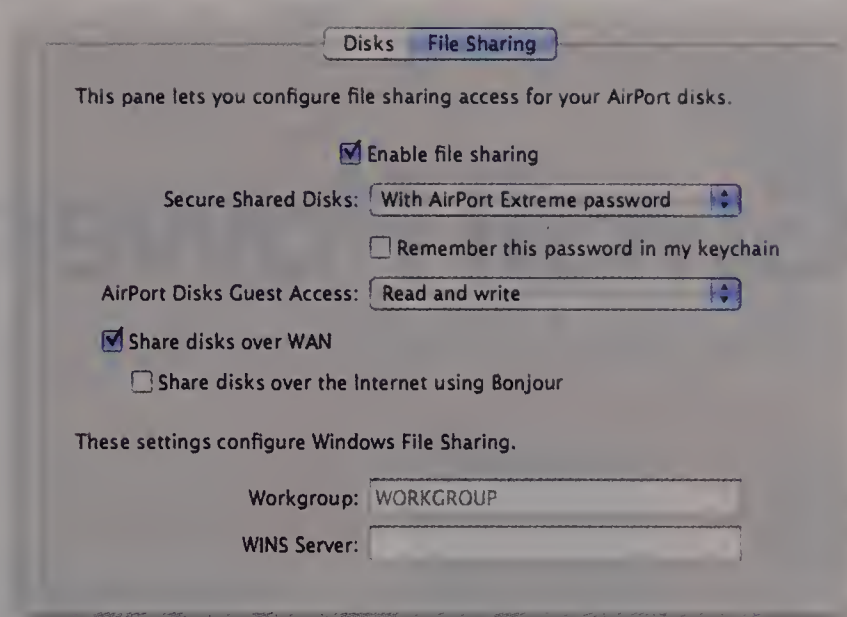 Disks File Sharing
This pane lets you configure file sharing access for your AirPort disks.
Enable file sharing
Secure Shared Disks: With AirPort Extreme password
Remember this password in my keychain
AirPort Disks Guest Access: Read and write
Share disks over WAN
Share disks over the Internet using Bonjour
These settings configure Windows File Sharing.
Workgroup: WORKGROUP
WINS Server: